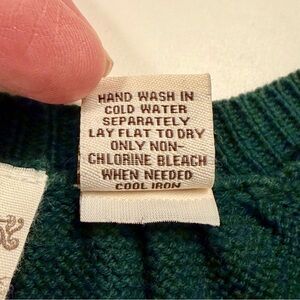 HAND WASH IN
COLD WATER
SEPARATELY
LAY FLAT TO DRY
ONLY NON-
CHLORINE BLEACH
WHEN NEEDED
COOL IRON